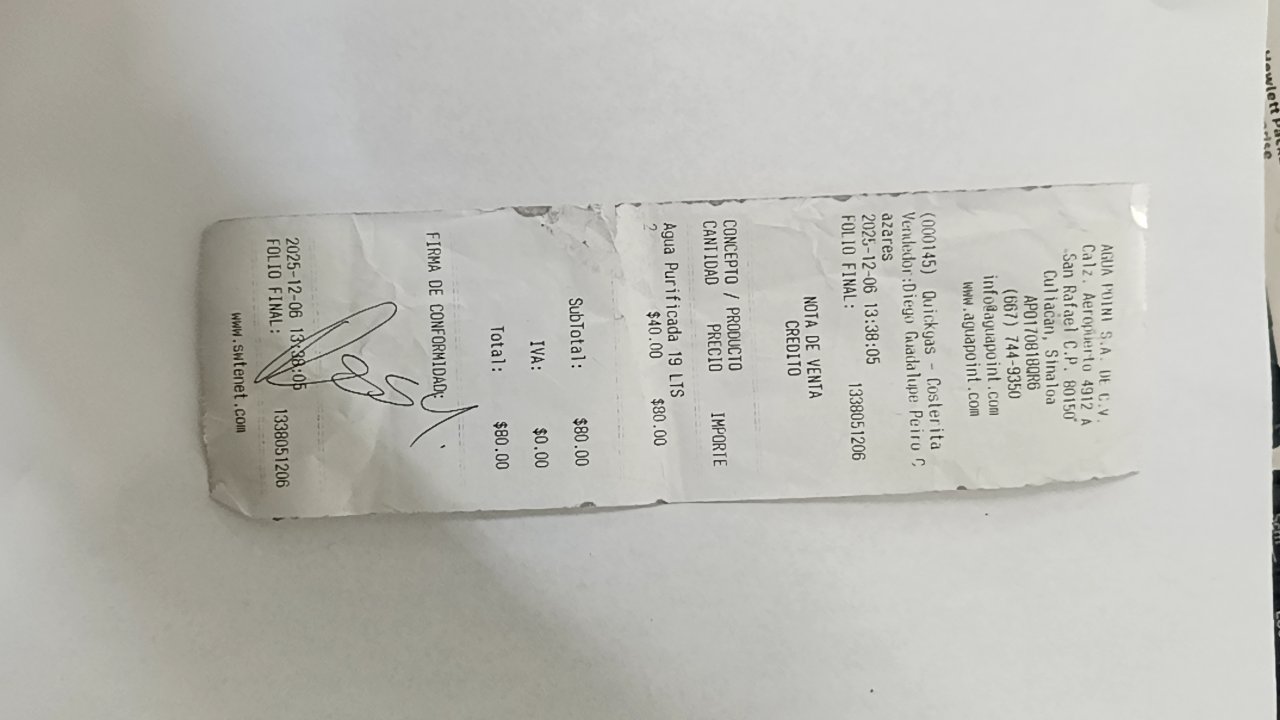 AGUA POINT S.A. DE C.V.
Calz. Aeropuerto 4912 A
San Rafael C.P. 80150
Culiacán, Sinaloa
APO170818QR6
(667) 744-9350
info@aguapoint.com
www.aguapoint.com
(000145) Quickgas - Costerita
Vendedor:Diego Guadalupe Peiro C
azares
2025-12-06 13:38:05
FOLIO FINAL: 1338051206
NOTA DE VENTA
CREDITO
CONCEPTO / PRODUCTO
CANTIDAD PRECIO IMPORTE
Agua Purificada 19 LTS
2 $40.00 $80.00
SubTotal: $80.00
IVA: $0.00
Total: $80.00
FIRMA DE CONFORMIDAD:
2025-12-06 13:38:05
FOLIO FINAL: 1338051206
www.swtenet.com